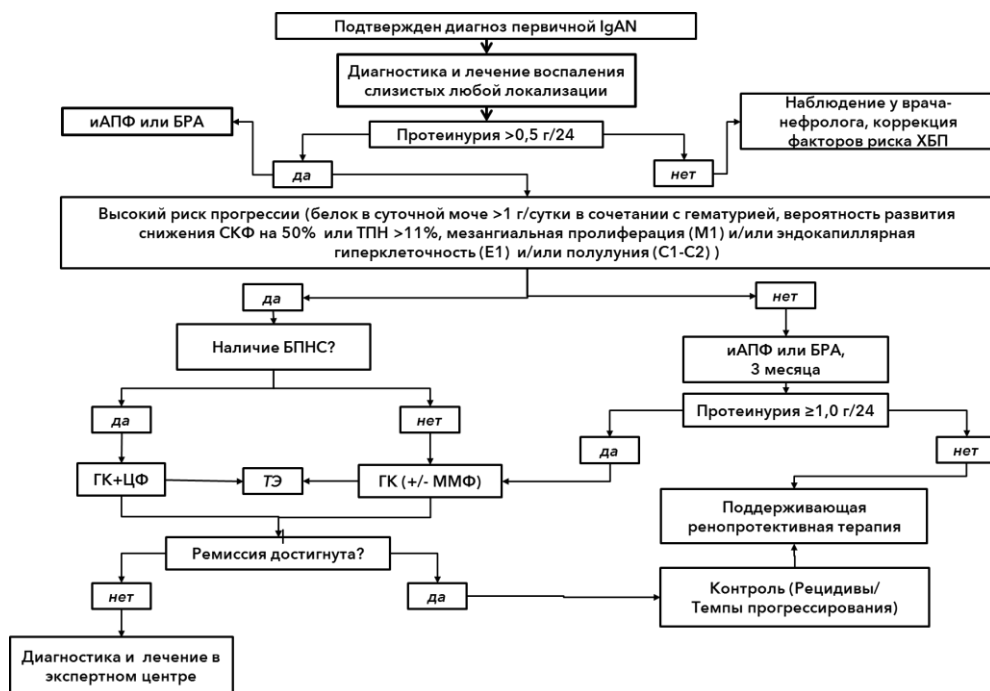 Подтвержден диагноз первичной IgAN
Диагностика и лечение воспаления
слизистых любой локализации
иАПФ или БРА
Протеинурия >0,5 г/24
Наблюдение у врача-
нефролога, коррекция
факторов риска ХБП
да
нет
Высокий риск прогрессии (белок в суточной моче >1 г/сутки в сочетании с гематурией, вероятность развития
снижения СКФ на 50% или ТПН >11%, мезангиальная пролиферация (М1) и/или эндокапиллярная
гиперклеточность (Е1) и/или полулуния (С1-С2) )
да
нет
Наличие БПНС?
иАПФ или БРА,
3 месяца
Протеинурия ≥1,0 г/24
да
нет
да
нет
ГК+ЦФ
ТЭ
ГК (+/- ММФ)
Поддерживающая
ренопротективная терапия
Ремиссия достигнута?
нет
да
Контроль (Рецидивы/
Темпы прогрессирования)
Диагностика и лечение в
экспертном центре